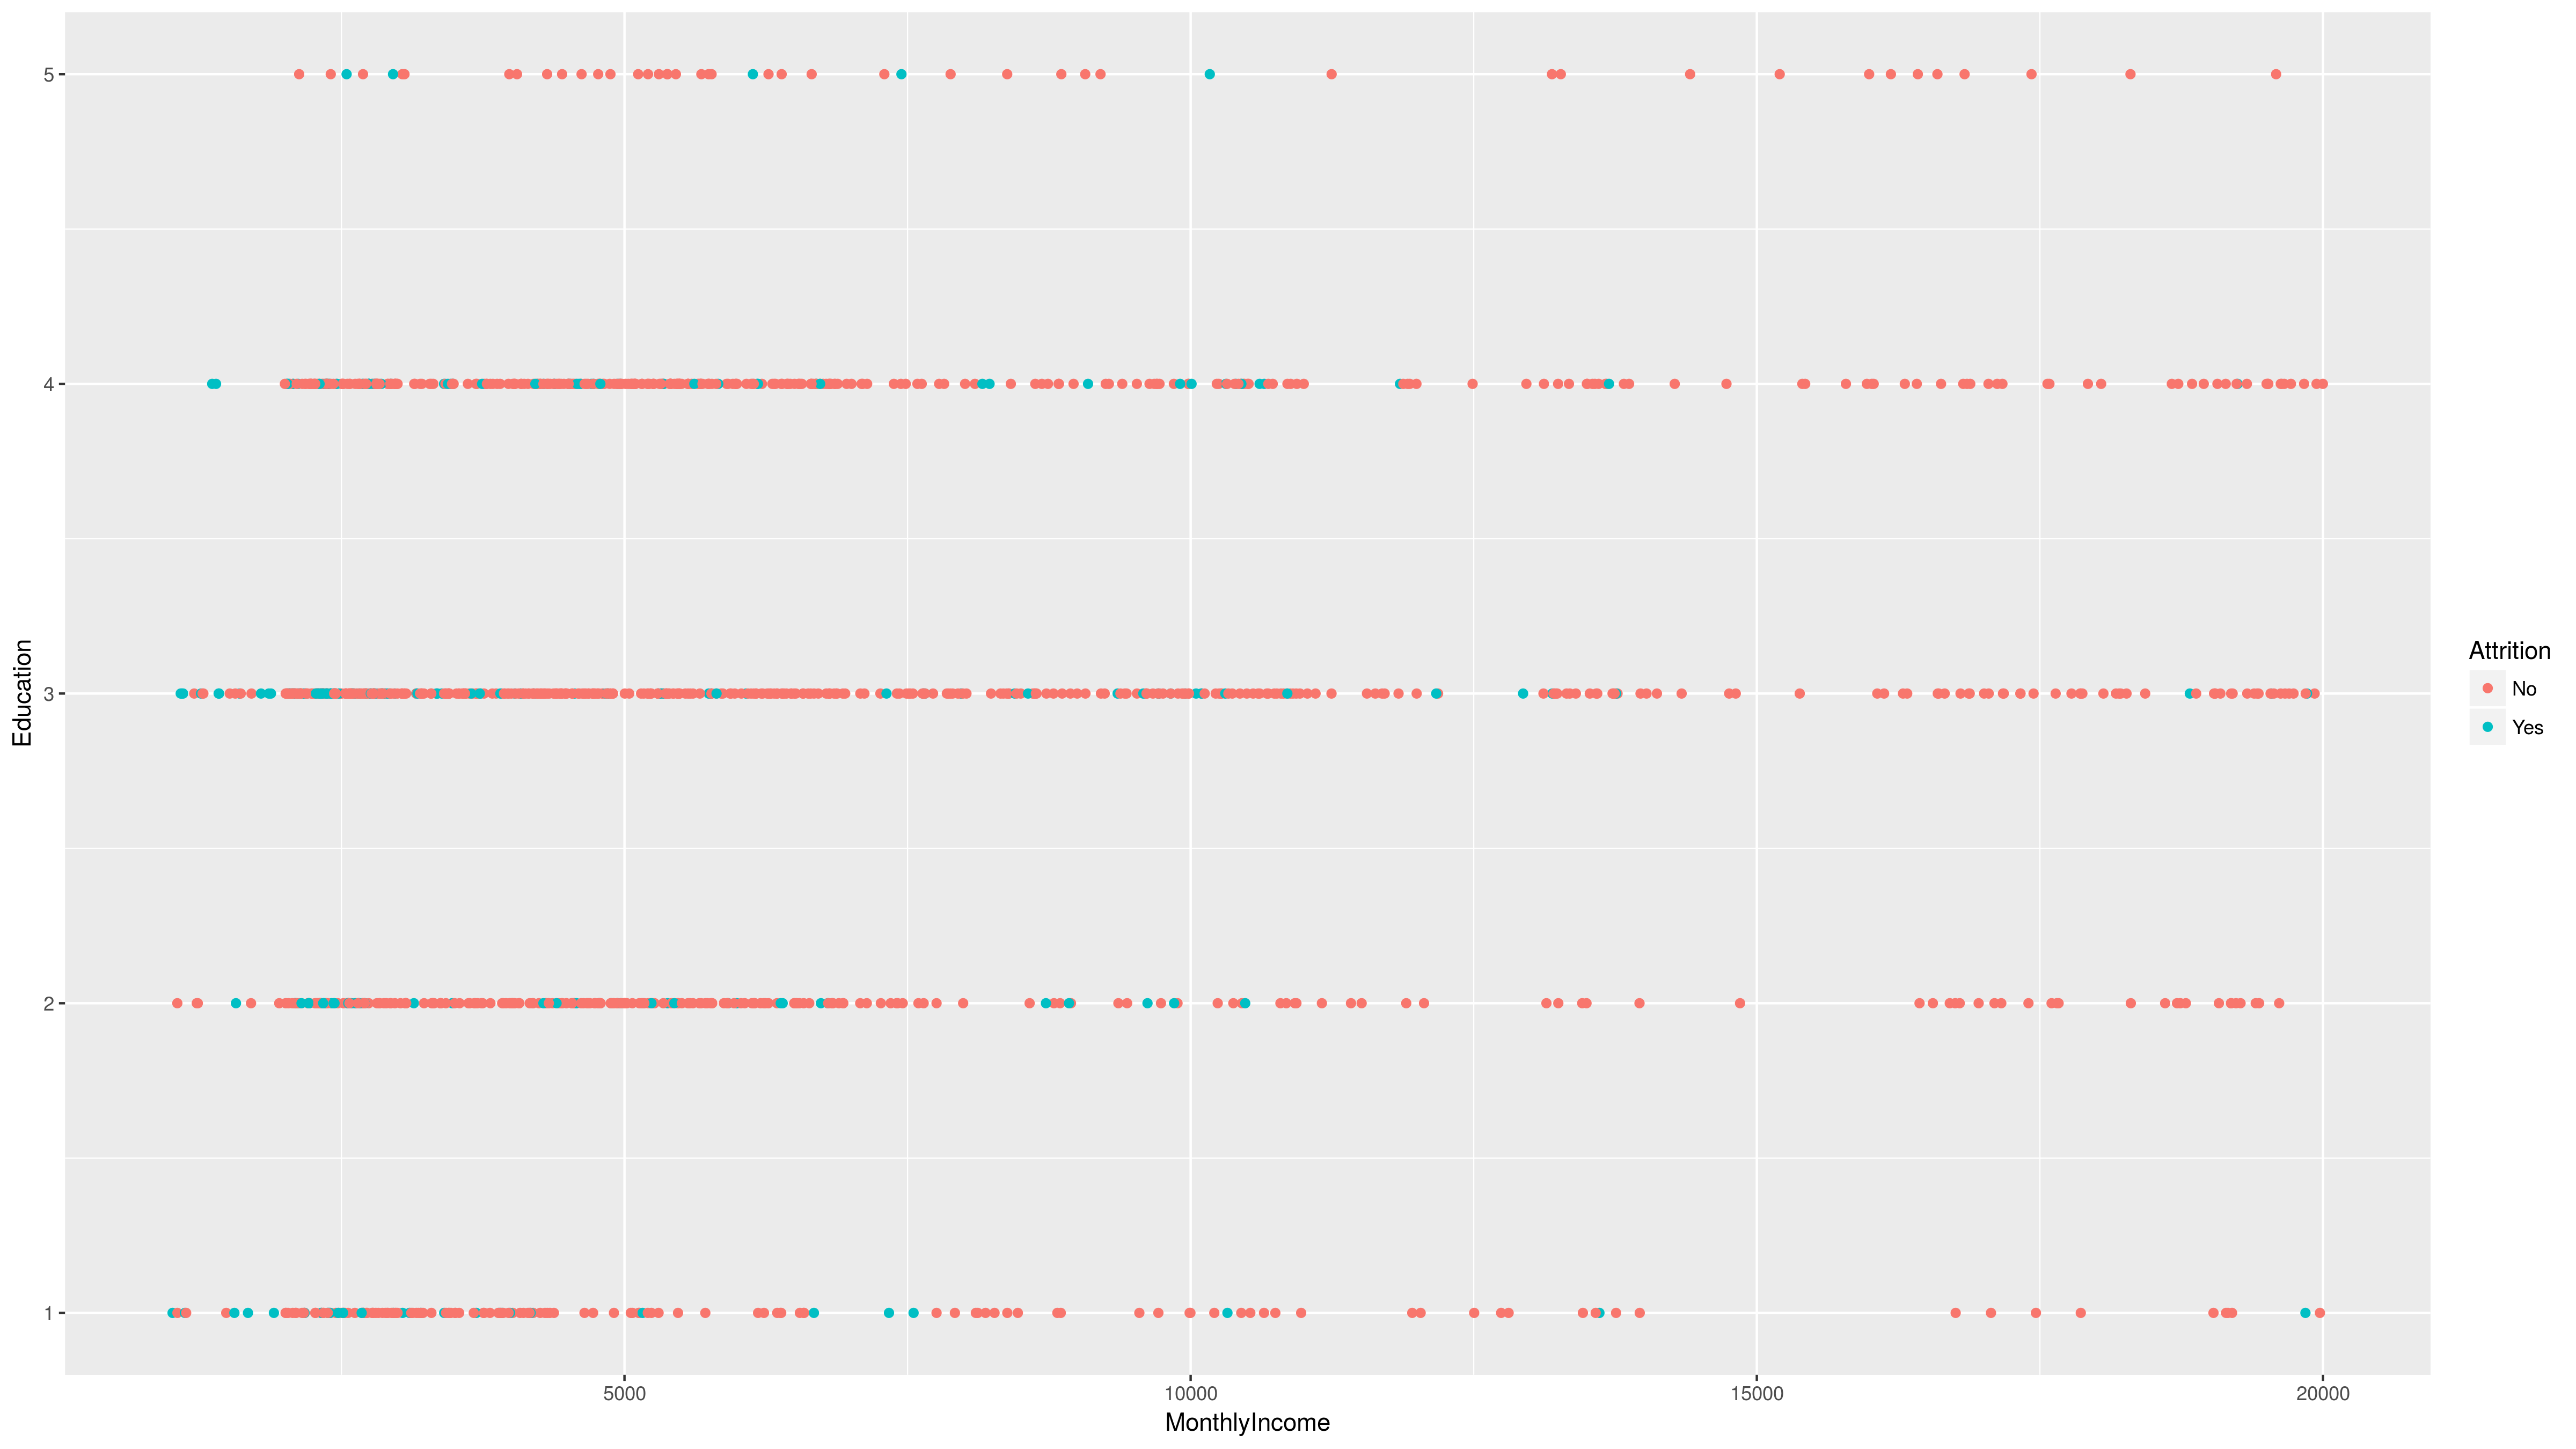 5
4
3
2
1
Education
5000
10000
15000
20000
MonthlyIncome
Attrition
No
Yes